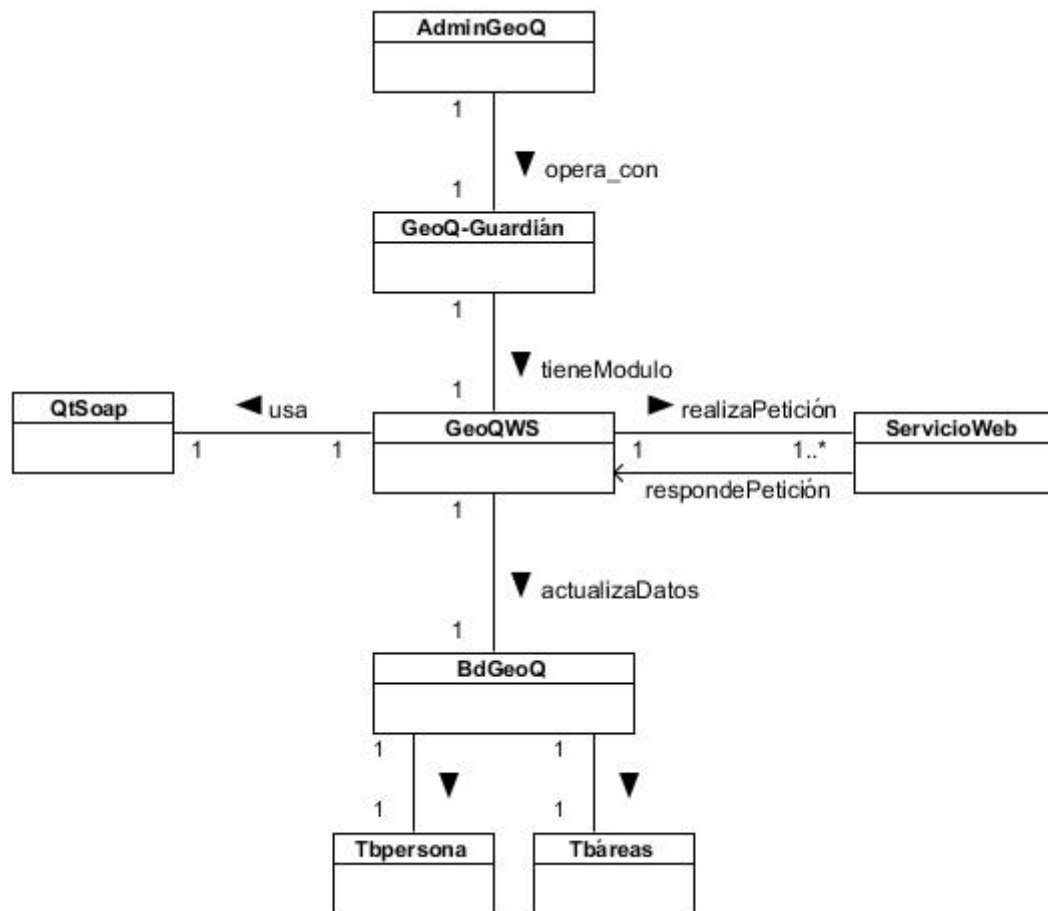 AdminGeoQ
1
opera_con
1
GeoQ-Guardián
1
tieneModulo
1
QtSoap
usa
GeoQWS
realizaPetición
ServicioWeb
1
1
1
1..*
respondePetición
1
actualizaDatos
1
BdGeoQ
1
1
1
1
Tbpersona
Tbáreas